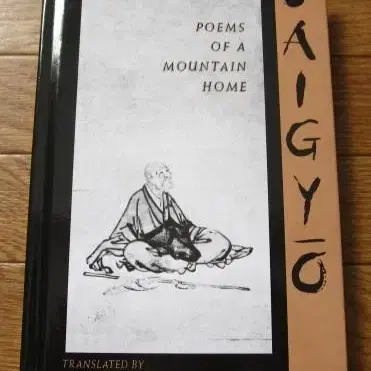 POEMS
OF A
MOUNTAIN
HOME
AIGYŌ
TRANSLATED BY